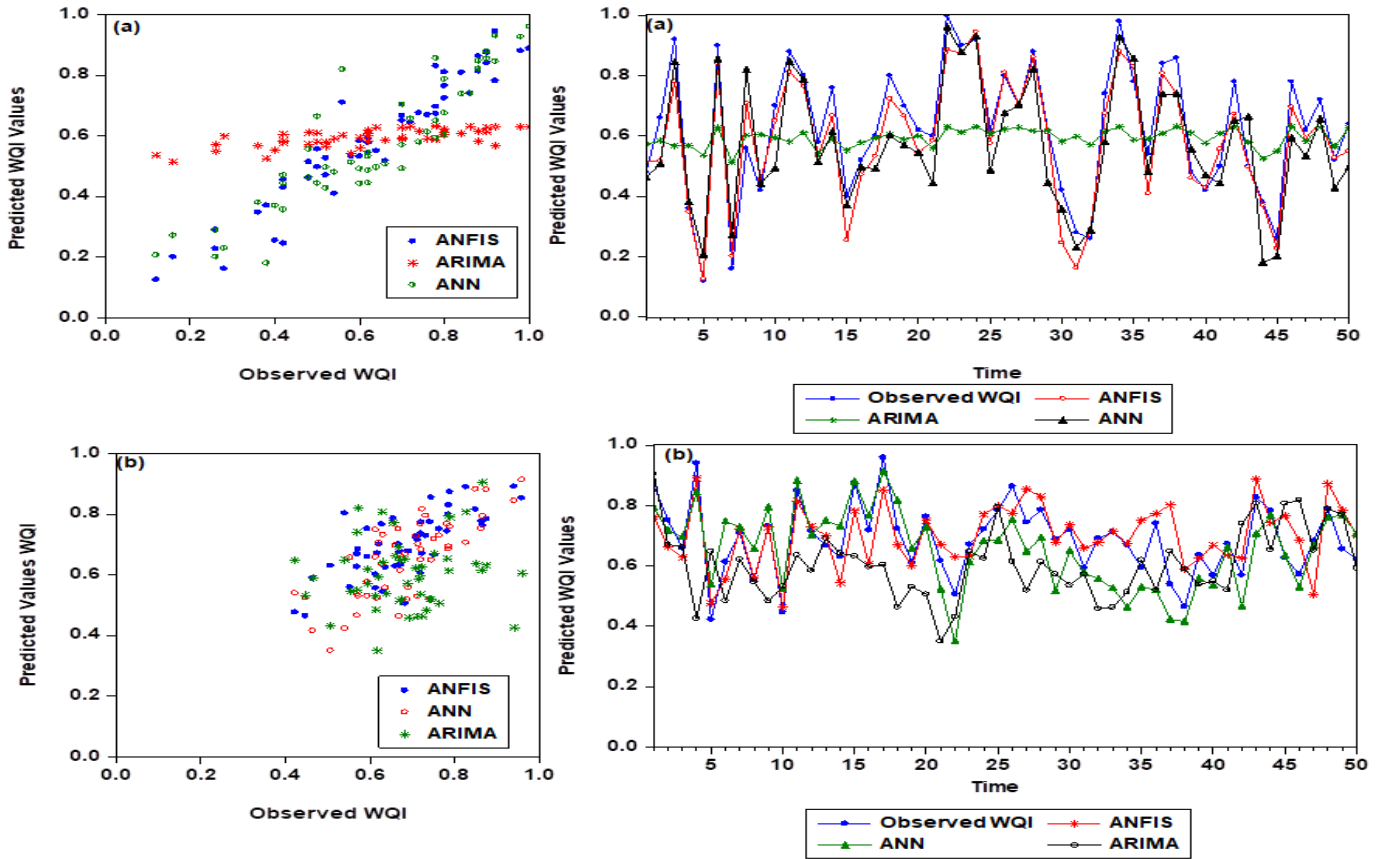 (a)
Predicted WQI Values
1.0
0.8
0.6
0.4
0.2
0.0
ANFIS
ARIMA
ANN
0.0 0.2 0.4 0.6 0.8 1.0
Observed WQI
(a)
Predicted WQI Values
1.0
0.8
0.6
0.4
0.2
0.0
5 10 15 20 25 30 35 40 45 50
Time
Observed WQI ANFIS
ARIMA ANN
(b)
Predicted Values WQI
1.0
0.8
0.6
0.4
0.2
0.0
ANFIS
ANN
ARIMA
0.0 0.2 0.4 0.6 0.8 1.0
Observed WQI
(b)
Predicted WQI Values
1.0
0.8
0.6
0.4
0.2
0.0
5 10 15 20 25 30 35 40 45 50
Time
Observed WQI ANFIS
ANN ARIMA